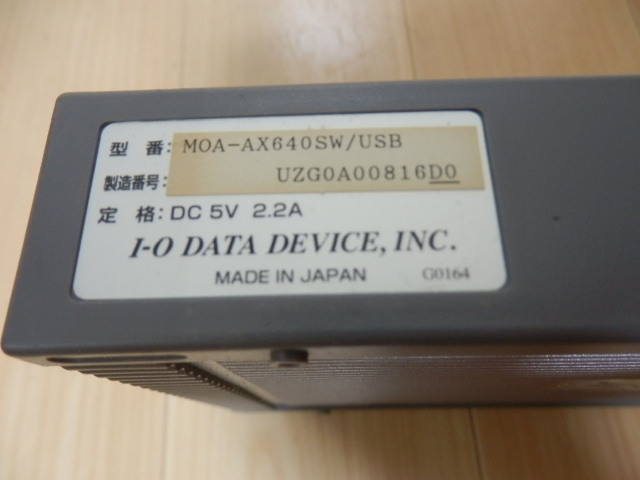 型 番: MOA-AX640SW/USB
製造番号: UZG0A00816D0
定 格: DC 5V 2.2A
I-O DATA DEVICE, INC.
MADE IN JAPAN G0164